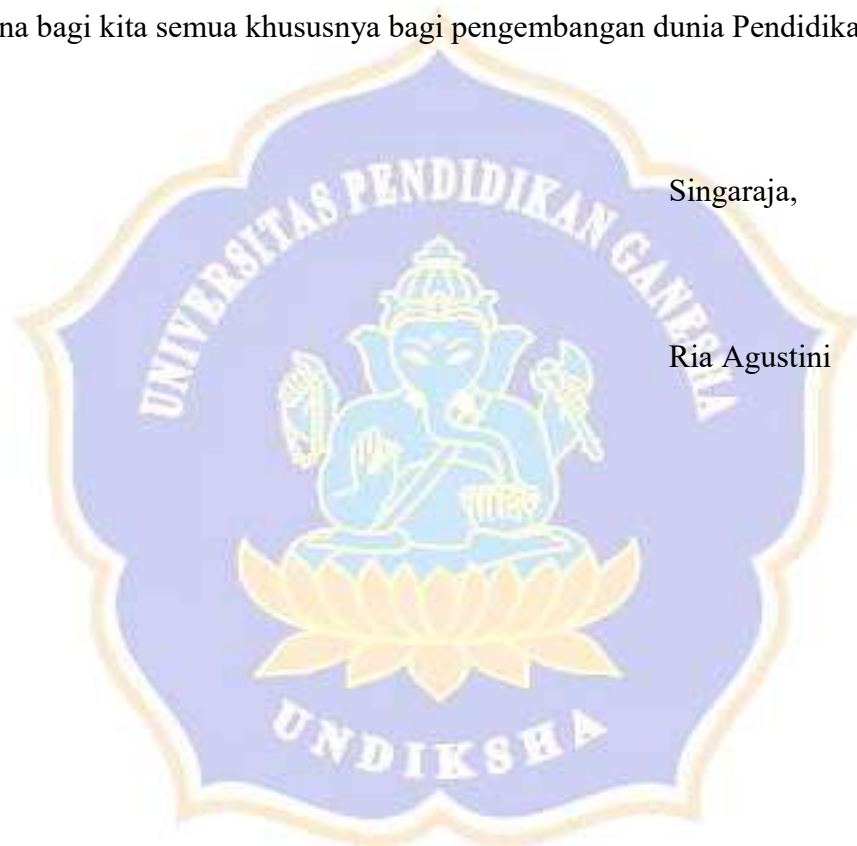 na bagi kita semua khususnya bagi pengembangan dunia Pendidika
Singaraja,
Ria Agustini
UNIVERSITAS PENDIDIKAN GANESHA
UNDIKSHA